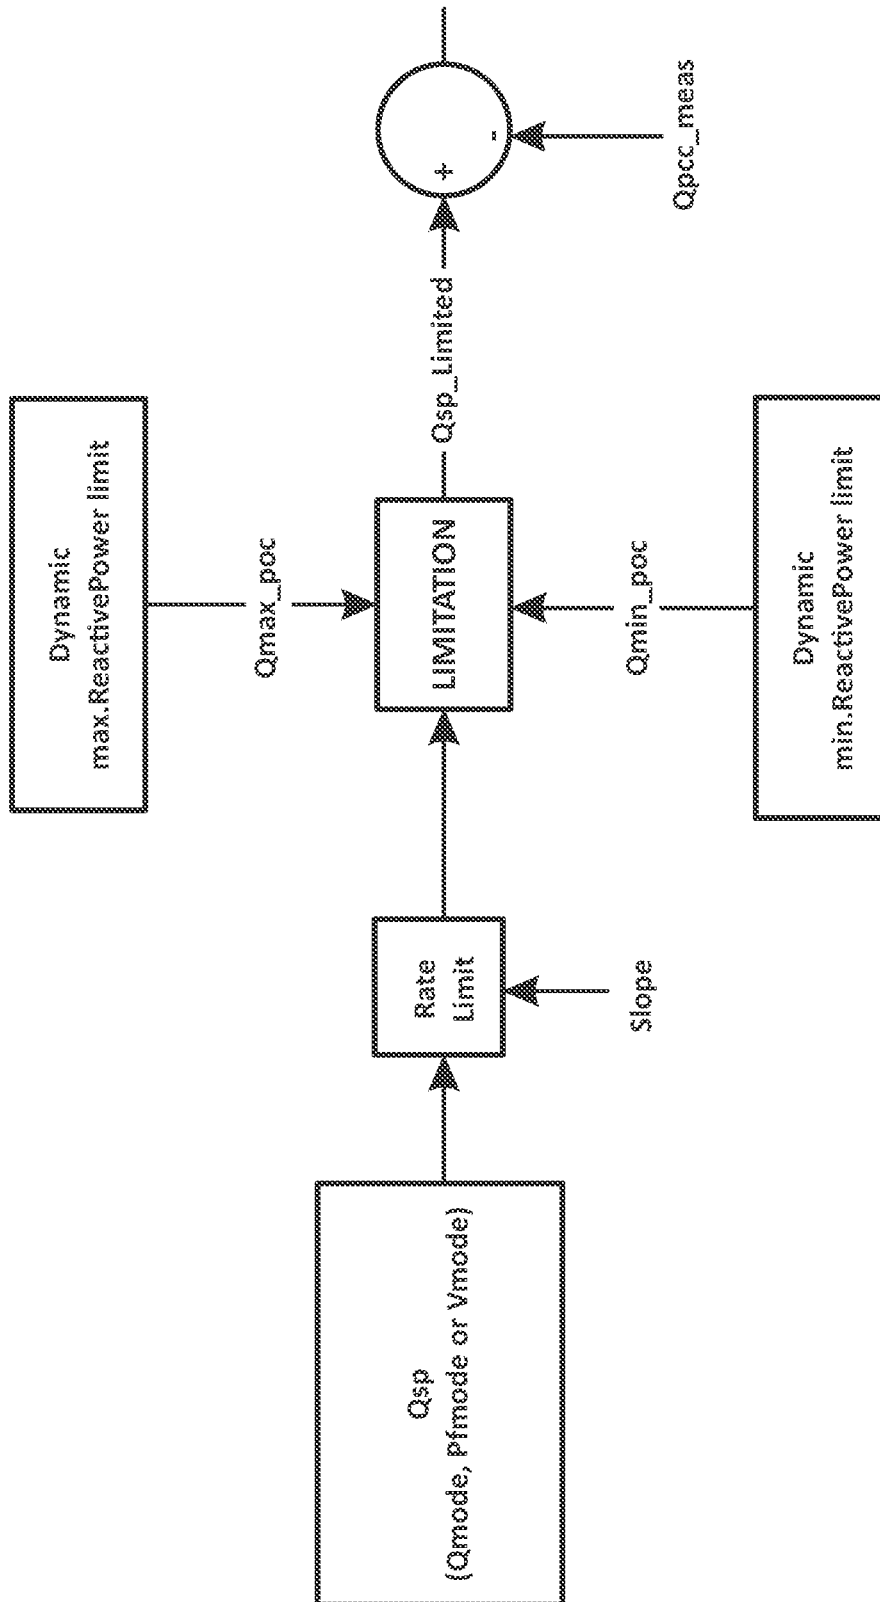 Qsp
(Qmode, Pfmode or Vmode)
Rate
Limit
Slope
Dynamic
max.ReactivePower limit
Qmax_poc
LIMITATION
Qmin_poc
Dynamic
min.ReactivePower limit
Qsp_Limited
+
-
Qpcc_meas